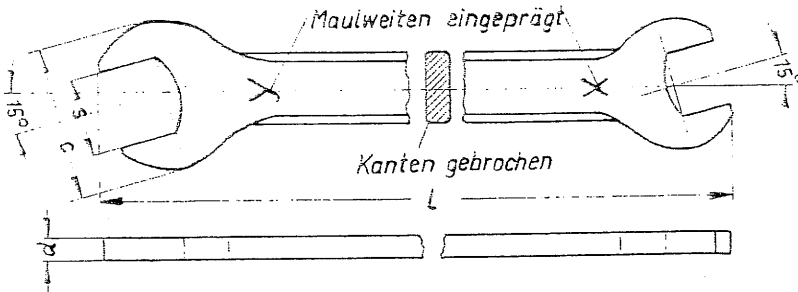 Maulweiten eingeprägt
15°
15°
S
C
Kanten gebrochen
L
d